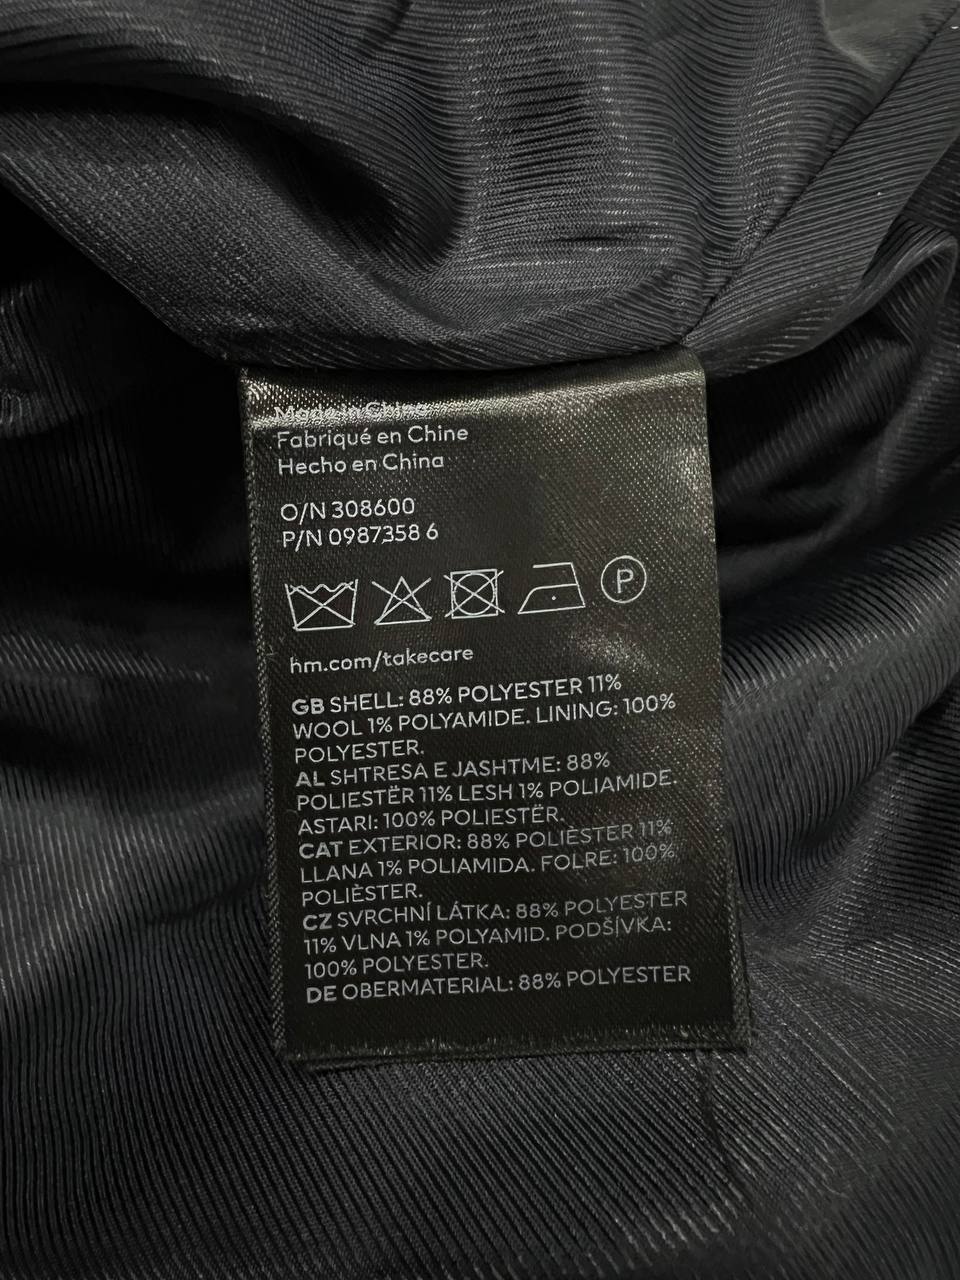 Made in China
Fabriqué en Chine
Hecho en China
O/N 308600
P/N 0987358 6
P
hm.com/takecare
GB SHELL: 88% POLYESTER 11%
WOOL 1% POLYAMIDE. LINING: 100%
POLYESTER.
AL SHTRESA E JASHTME: 88%
POLIESTËR 11% LESH 1% POLIAMIDE.
ASTARI: 100% POLIESTËR.
CAT EXTERIOR: 88% POLIÈSTER 11%
LLANA 1% POLIAMIDA. FOLRE: 100%
POLIÈSTER.
CZ SVRCHNÍ LÁTKA: 88% POLYESTER
11% VLNA 1% POLYAMID. PODŠÍVKA:
100% POLYESTER.
DE OBERMATERIAL: 88% POLYESTER